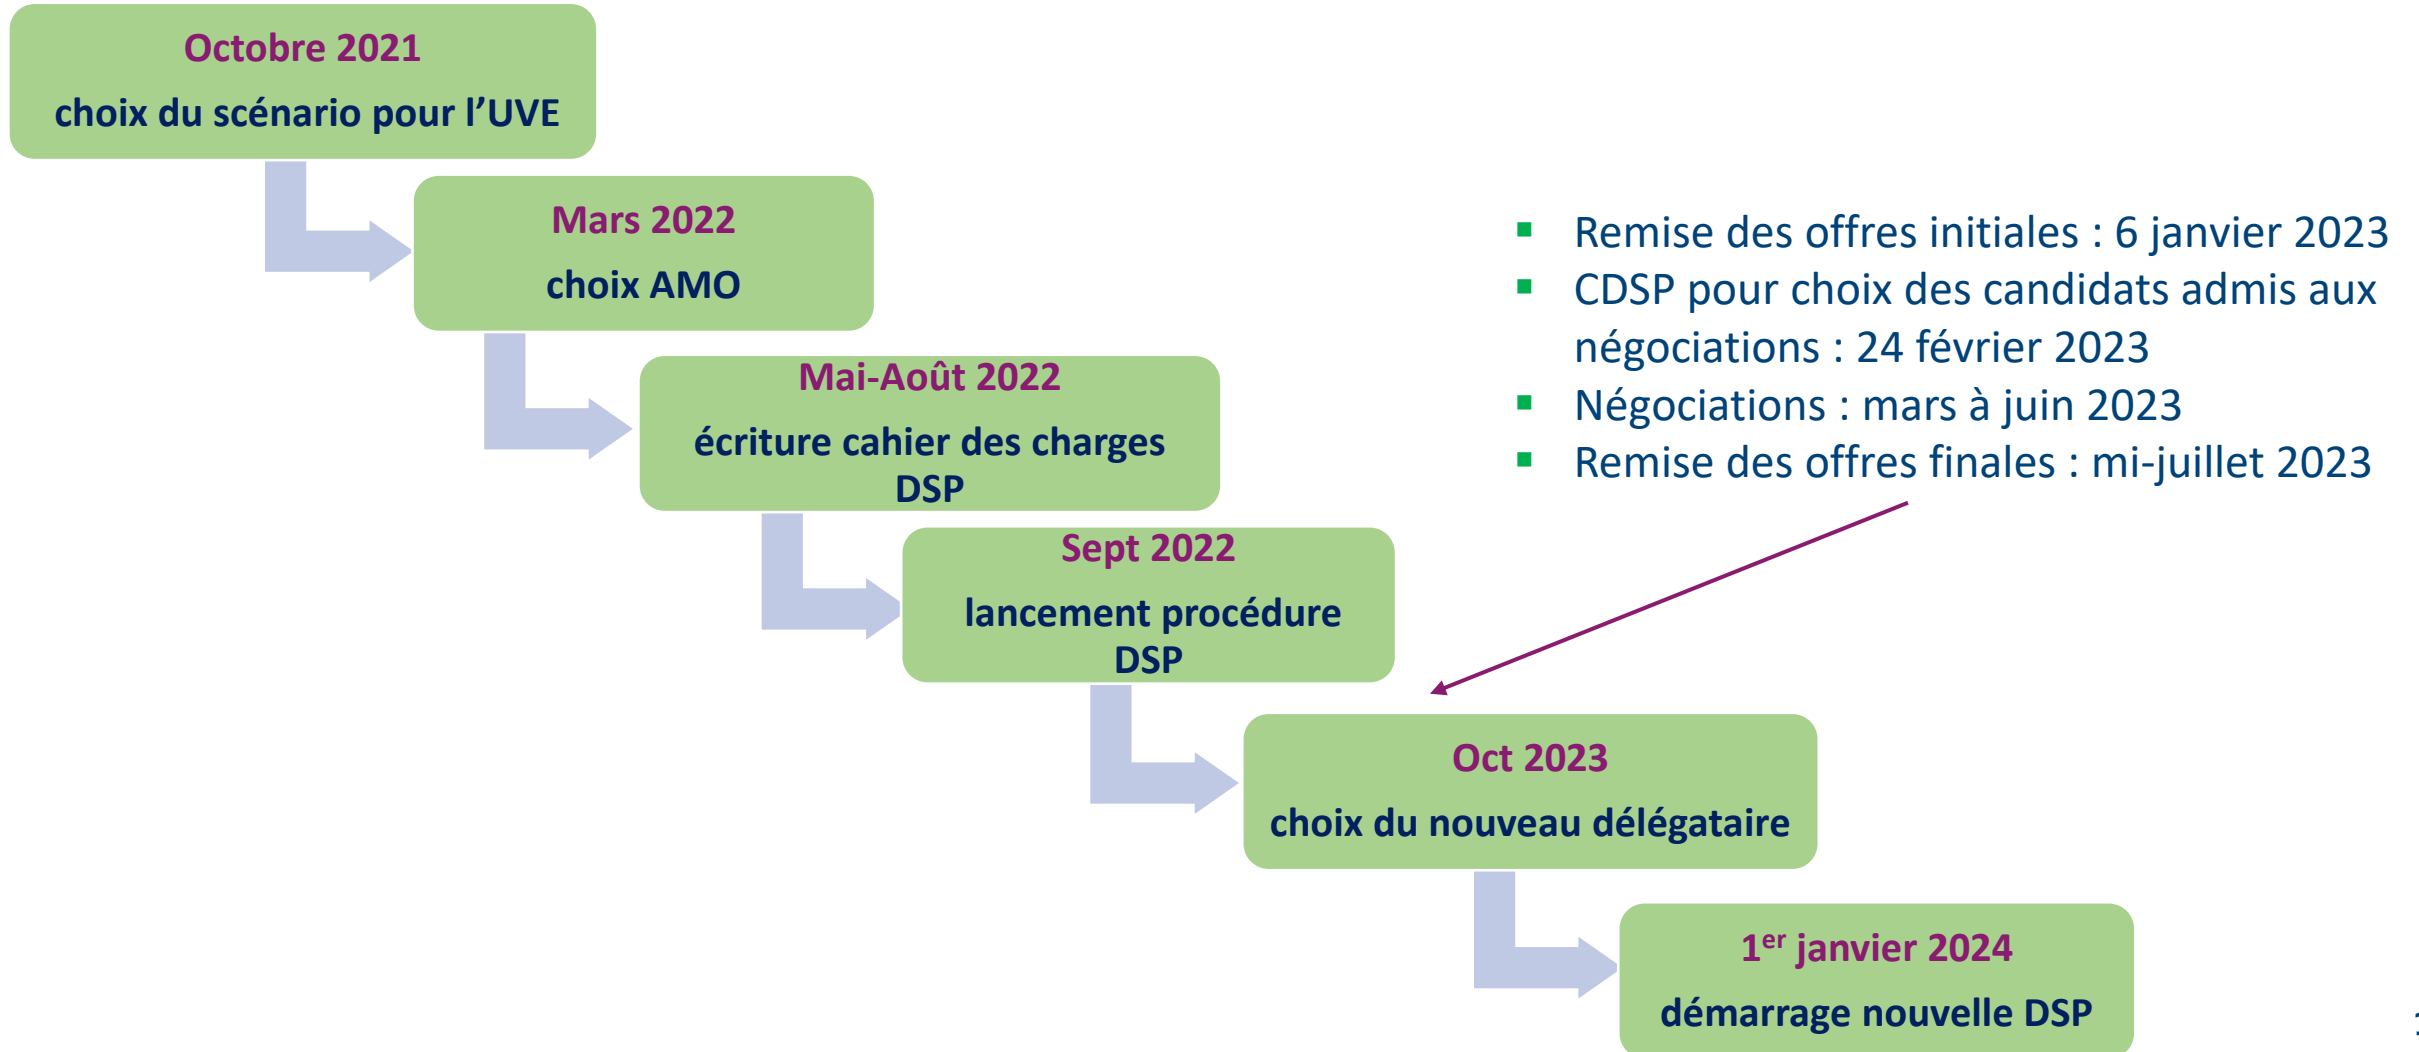 Octobre 2021
choix du scénario pour l’UVE
Mars 2022
choix AMO
Mai-Août 2022
écriture cahier des charges
DSP
Sept 2022
lancement procédure
DSP
Oct 2023
choix du nouveau délégataire
1er janvier 2024
démarrage nouvelle DSP
▪ Remise des offres initiales : 6 janvier 2023
▪ CDSP pour choix des candidats admis aux
négociations : 24 février 2023
▪ Négociations : mars à juin 2023
▪ Remise des offres finales : mi-juillet 2023